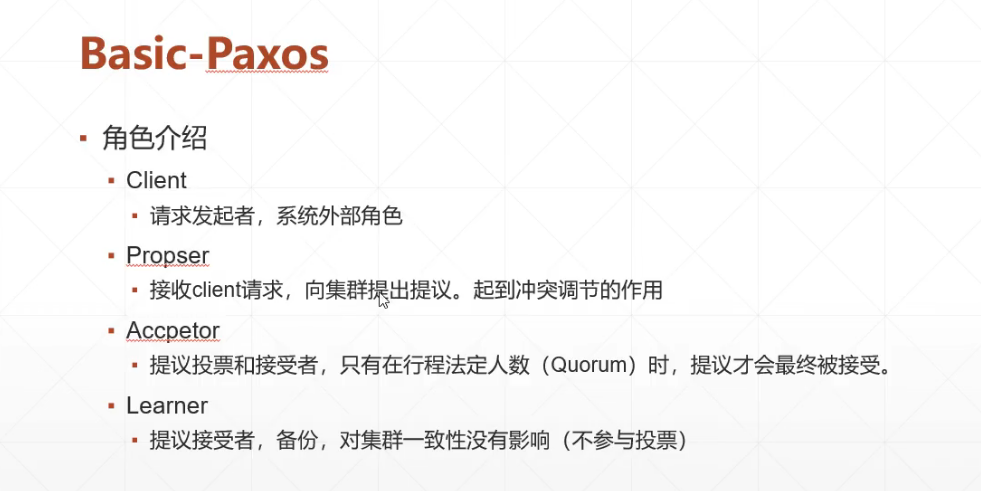 Basic-Paxos
角色介绍
Client
请求发起者，系统外部角色
Propser
接收client请求，向集群提出提议。起到冲突调节的作用
Accpetor
提议投票和接受者，只有在行程法定人数（Quorum）时，提议才会最终被接受。
Learner
提议接受者，备份，对集群一致性没有影响（不参与投票）